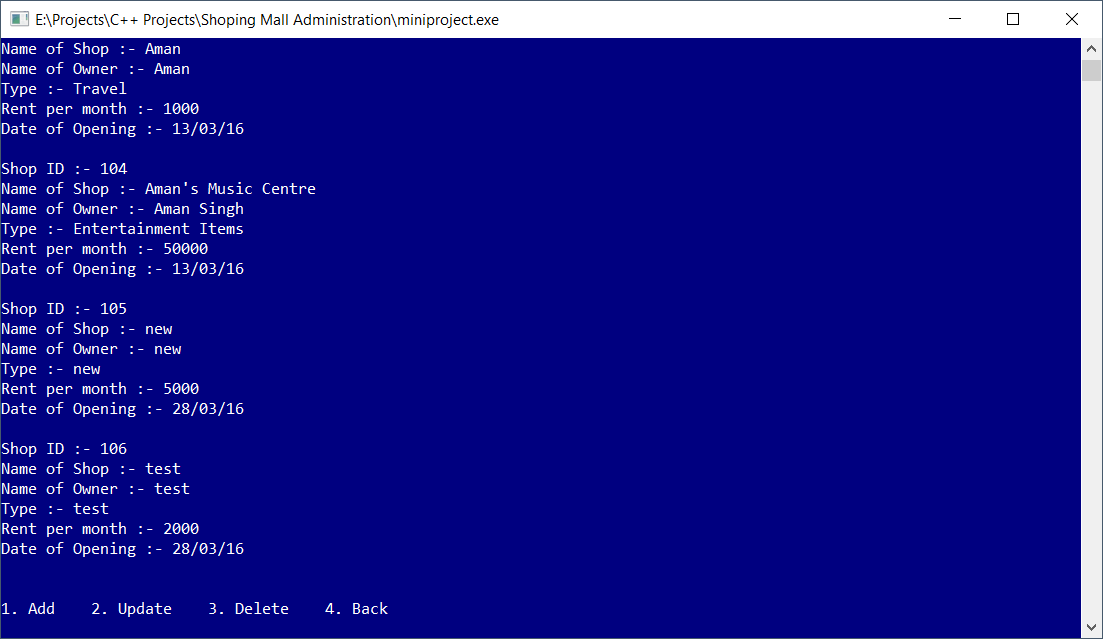 E:\Projects\C++ Projects\Shoping Mall Administration\miniproject.exe
Name of Shop :- Aman
Name of Owner :- Aman
Type :- Travel
Rent per month :- 1000
Date of Opening :- 13/03/16
Shop ID :- 104
Name of Shop :- Aman's Music Centre
Name of Owner :- Aman Singh
Type :- Entertainment Items
Rent per month :- 50000
Date of Opening :- 13/03/16
Shop ID :- 105
Name of Shop :- new
Name of Owner :- new
Type :- new
Rent per month :- 5000
Date of Opening :- 28/03/16
Shop ID :- 106
Name of Shop :- test
Name of Owner :- test
Type :- test
Rent per month :- 2000
Date of Opening :- 28/03/16
1. Add    2. Update    3. Delete    4. Back